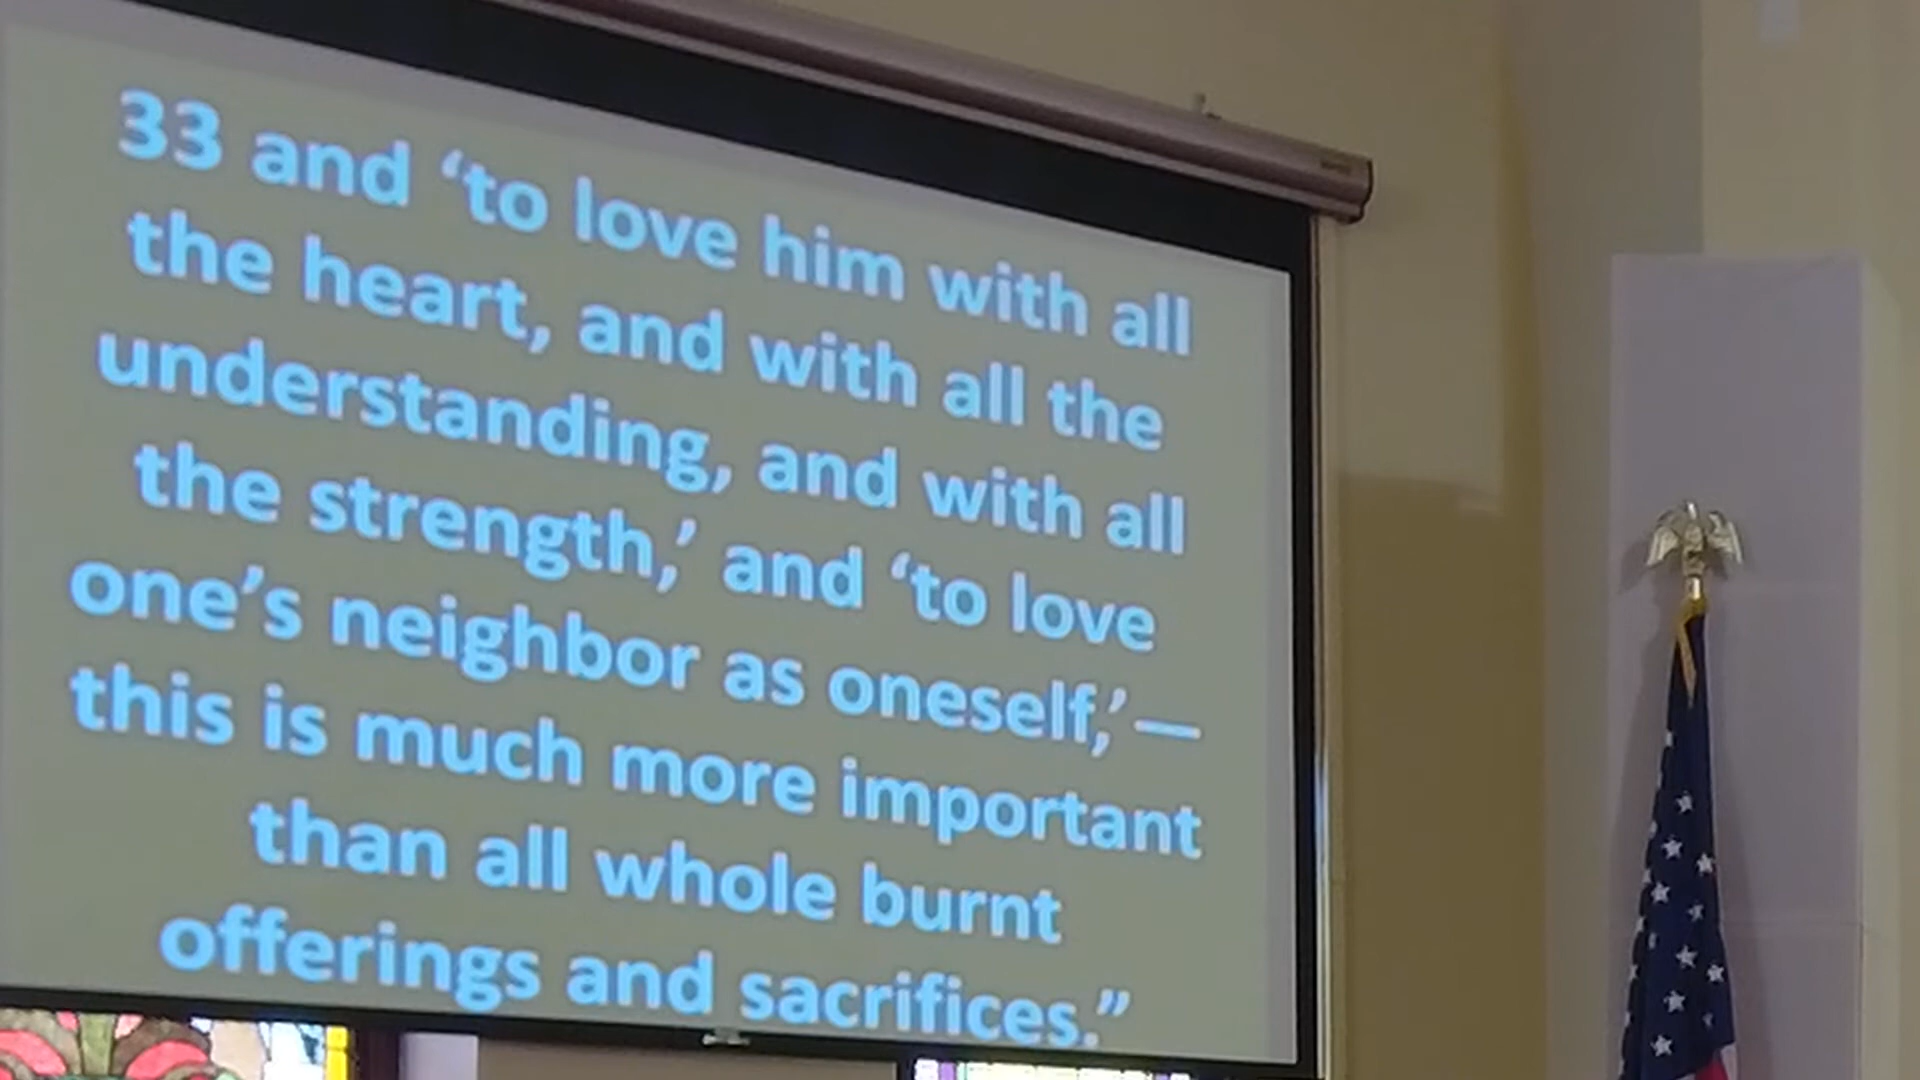 33 and ‘to love him with all
the heart, and with all the
understanding, and with all
the strength,’ and ‘to love
one’s neighbor as oneself,’—
this is much more important
than all whole burnt
offerings and sacrifices.”